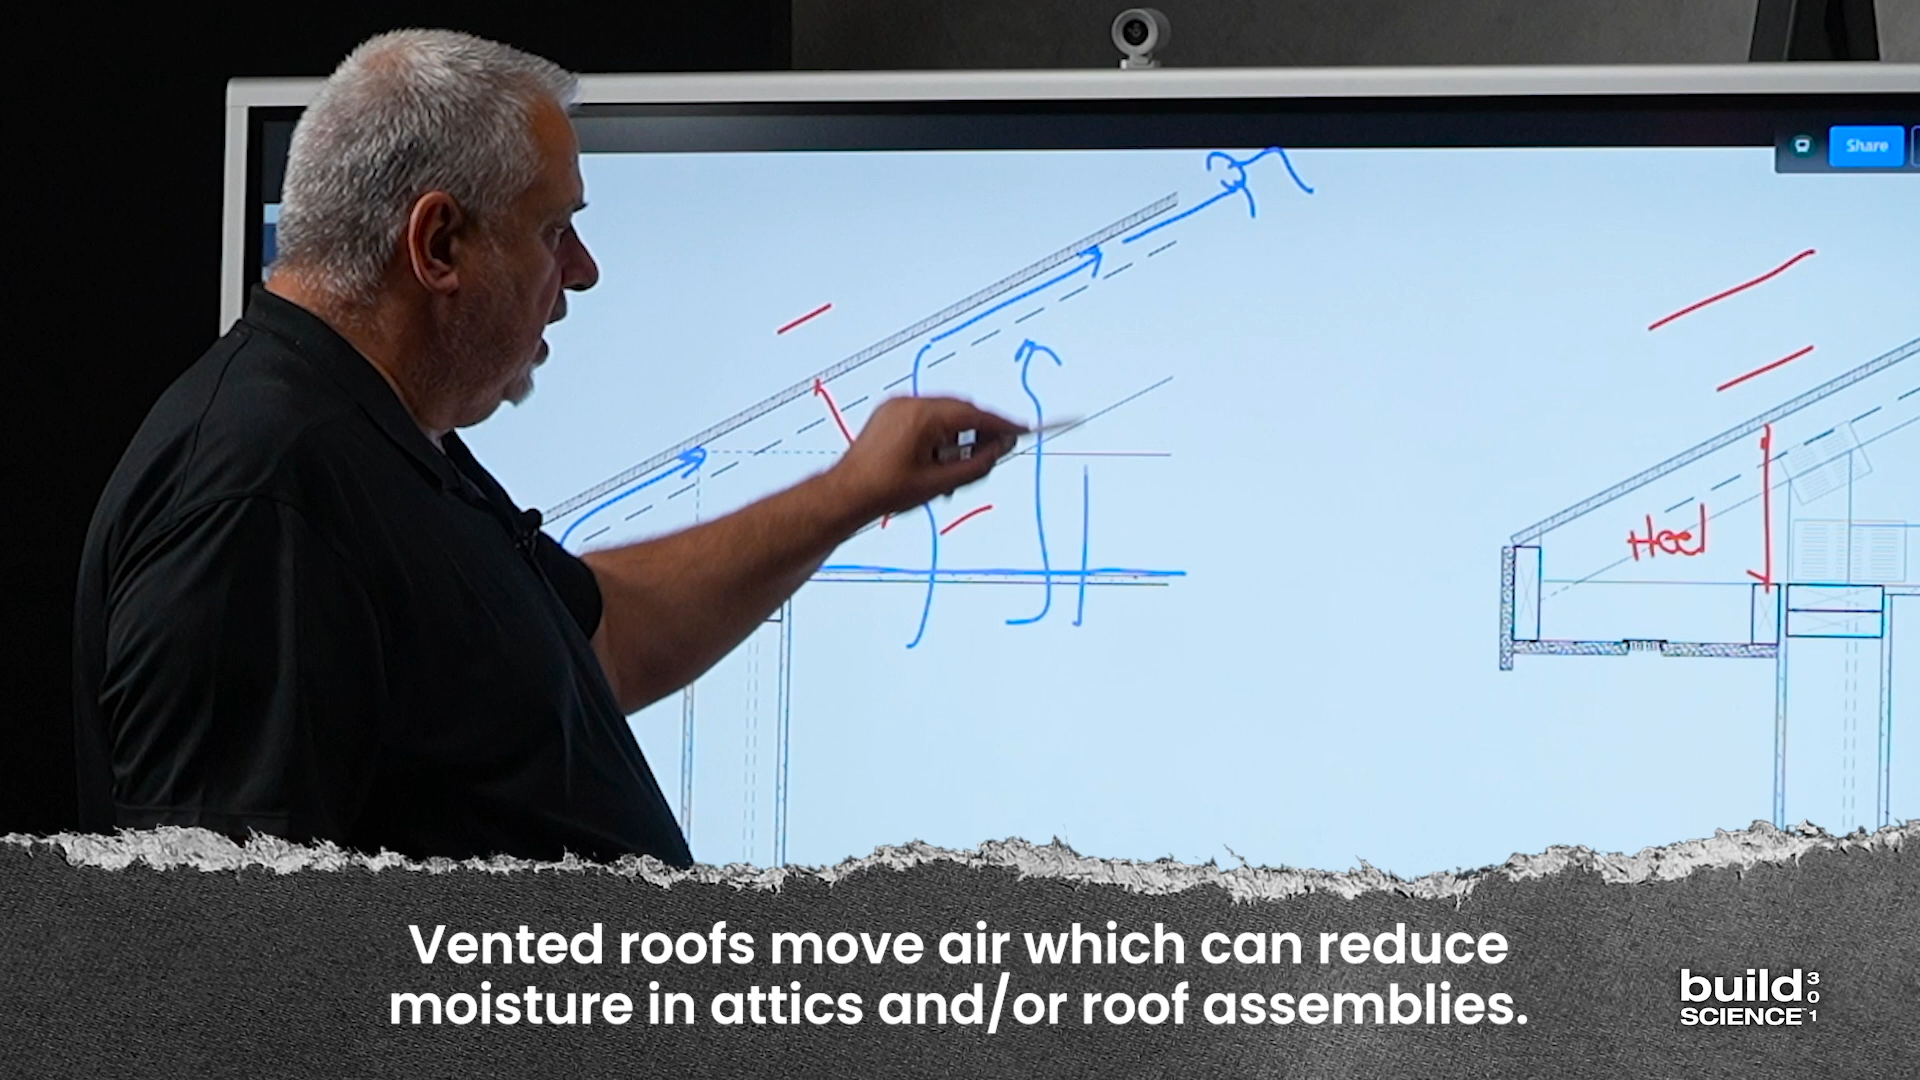 Share
Heel
Vented roofs move air which can reduce
moisture in attics and/or roof assemblies.
build 301
SCIENCE